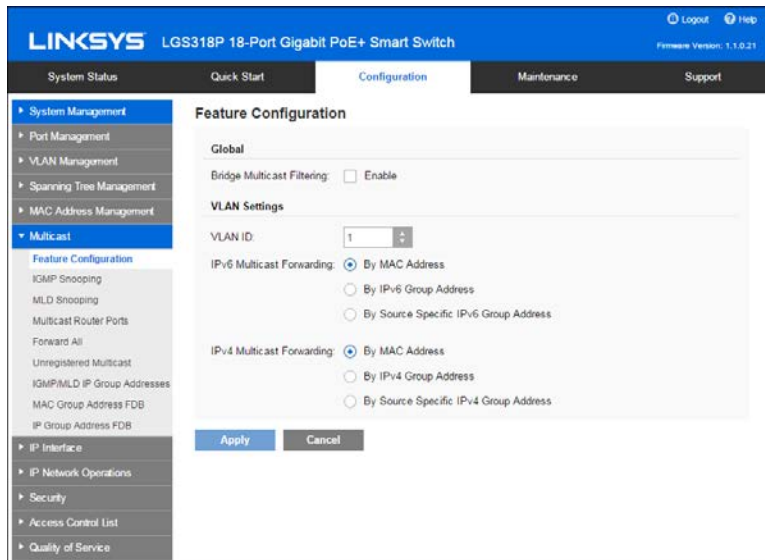 Logout Help
LINKSYS LGS318P 18-Port Gigabit PoE+ Smart Switch
Firmware Version: 1.1.0.21
System Status Quick Start Configuration Maintenance Support
System Management
Port Management
VLAN Management
Spanning Tree Management
MAC Address Management
Multicast
Feature Configuration
IGMP Snooping
MLD Snooping
Multicast Router Ports
Forward All
Unregistered Multicast
IGMP/MLD IP Group Addresses
MAC Group Address FDB
IP Group Address FDB
IP Interface
IP Network Operations
Security
Access Control List
Quality of Service
Feature Configuration
Global
Bridge Multicast Filtering: Enable
VLAN Settings
VLAN ID: 1
IPv6 Multicast Forwarding: By MAC Address
By IPv6 Group Address
By Source Specific IPv6 Group Address
IPv4 Multicast Forwarding: By MAC Address
By IPv4 Group Address
By Source Specific IPv4 Group Address
Apply Cancel